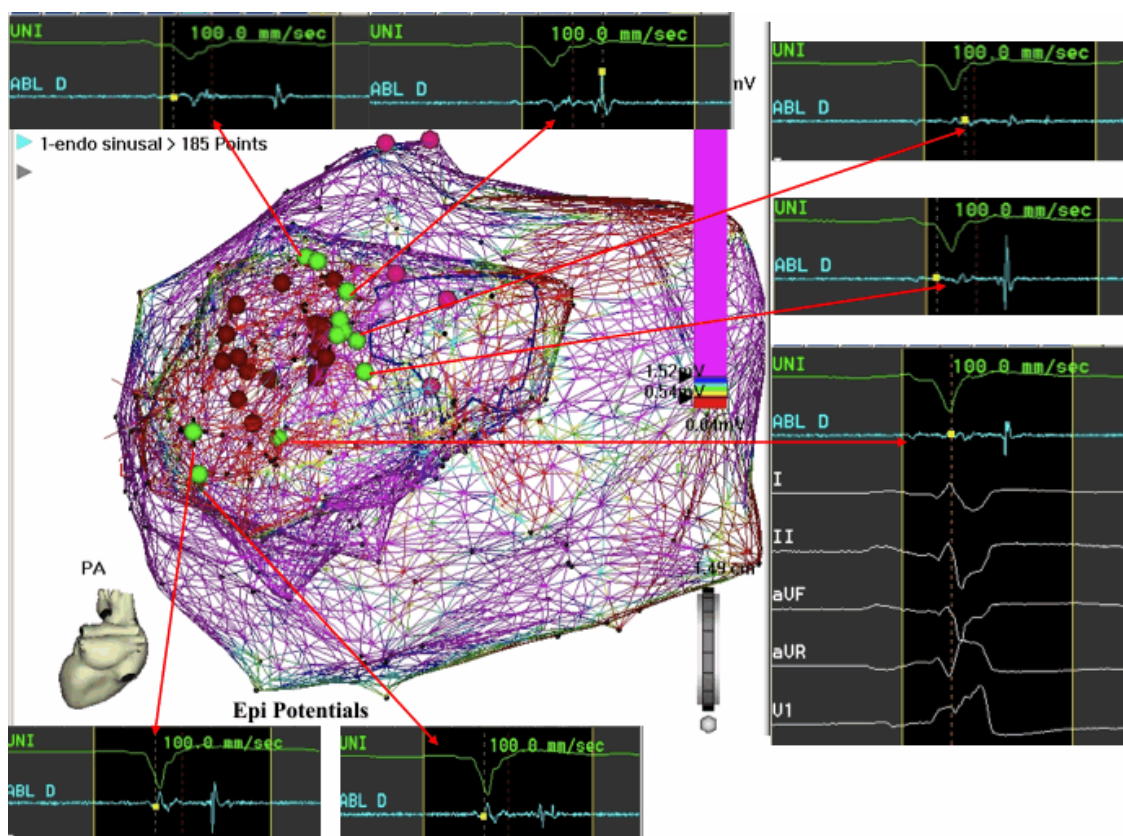 UNI 100.0 mm/sec
ABL D
UNI 100.0 mm/sec
ABL D
mV
UNI 100.0 mm/sec
ABL D
1-endo sinusal > 185 Points
UNI 100.0 mm/sec
ABL D
1.52mV
0.54mV
0.04mV
UNI 100.0 mm/sec
ABL D
I
II
aVF
aVR
V1
1.49 cm
PA
Epi Potentials
UNI 100.0 mm/sec
ABL D
UNI 100.0 mm/sec
ABL D